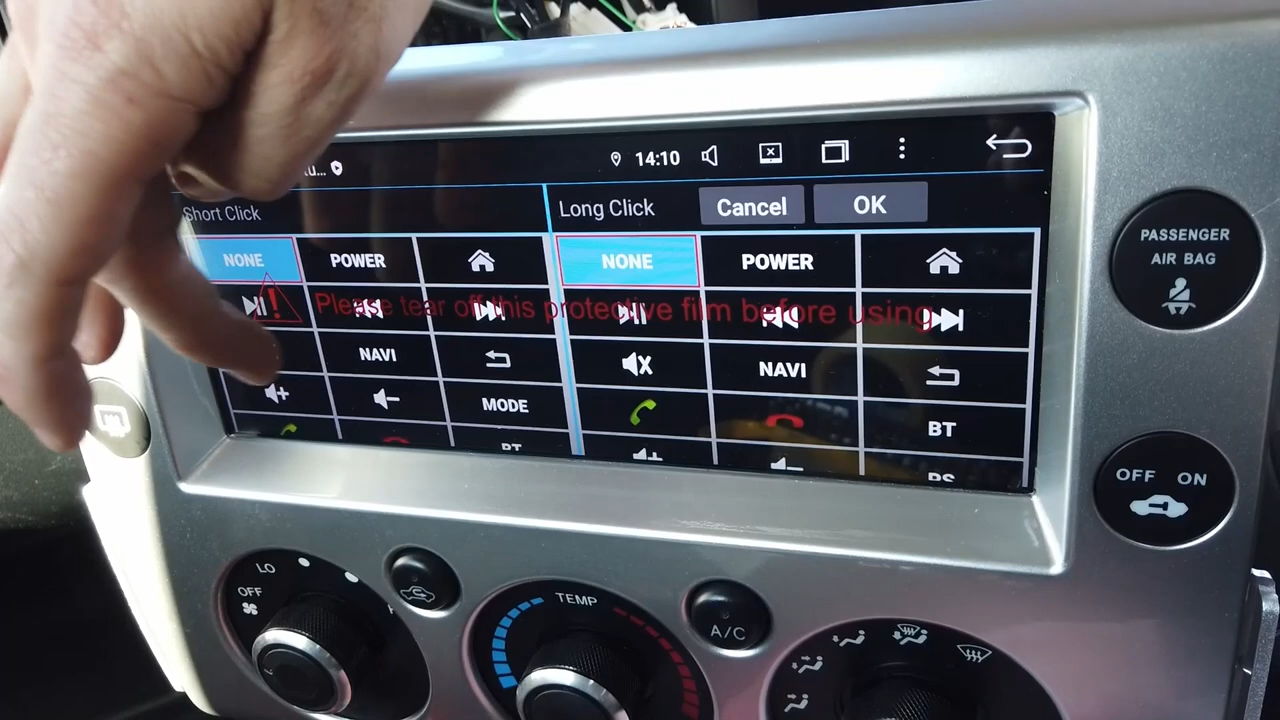 14:10
Short Click
Long Click
Cancel
OK
NONE
POWER
NONE
POWER
Please tear off this protective film before using
NAVI
NAVI
MODE
BT
BT
PASSENGER
AIR BAG
OFF ON
LO
OFF
TEMP
A/C